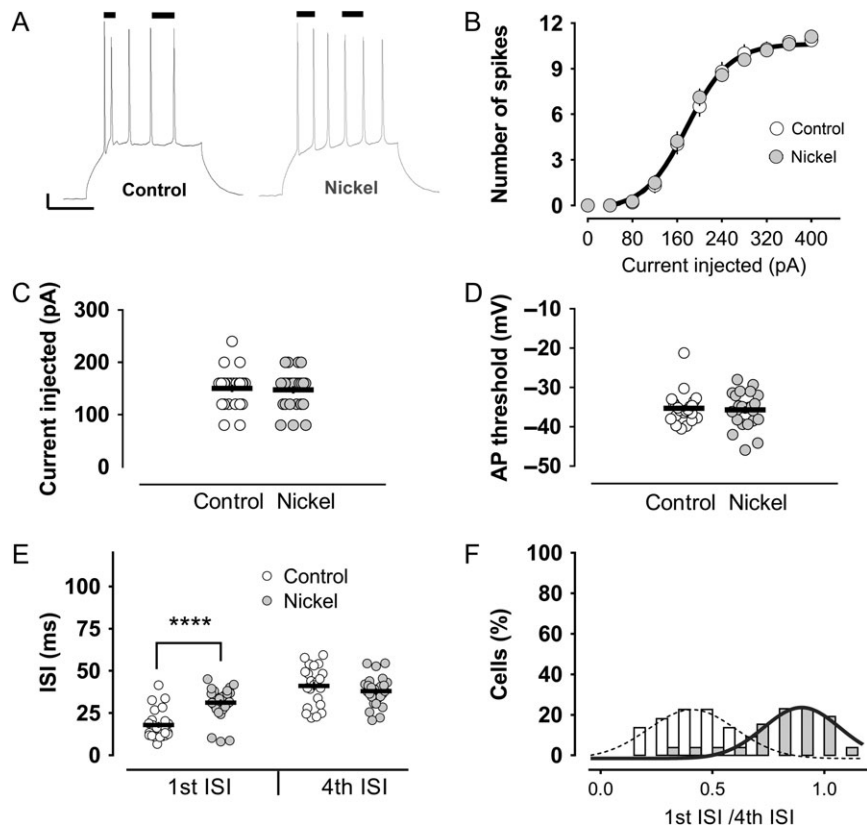 A
Control
Nickel
B
Number of spikes
12
9
6
3
0
Control
Nickel
0 80 160 240 320 400
Current injected (pA)
C
Current injected (pA)
300
200
100
0
Control Nickel
D
AP threshold (mV)
–10
–20
–30
–40
–50
Control Nickel
E
ISI (ms)
100
75
50
25
0
Control
Nickel
****
1st ISI 4th ISI
F
Cells (%)
100
80
60
40
20
0
0.0 0.5 1.0
1st ISI /4th ISI